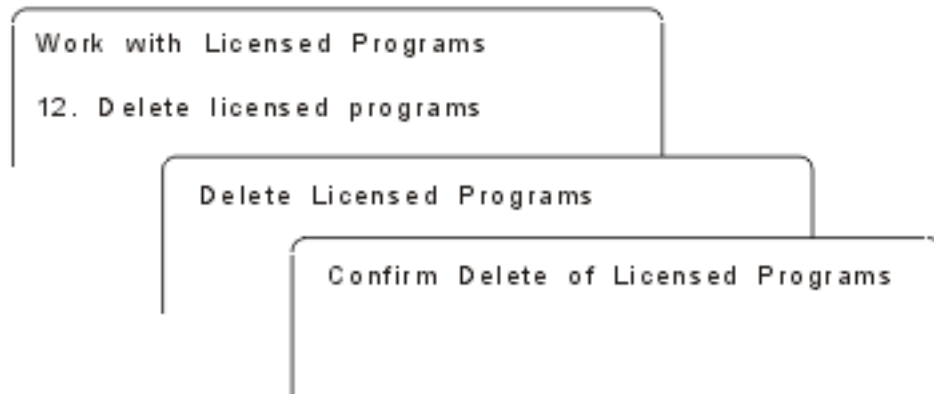 Work with Licensed Programs
12. Delete licensed programs
Delete Licensed Programs
Confirm Delete of Licensed Programs